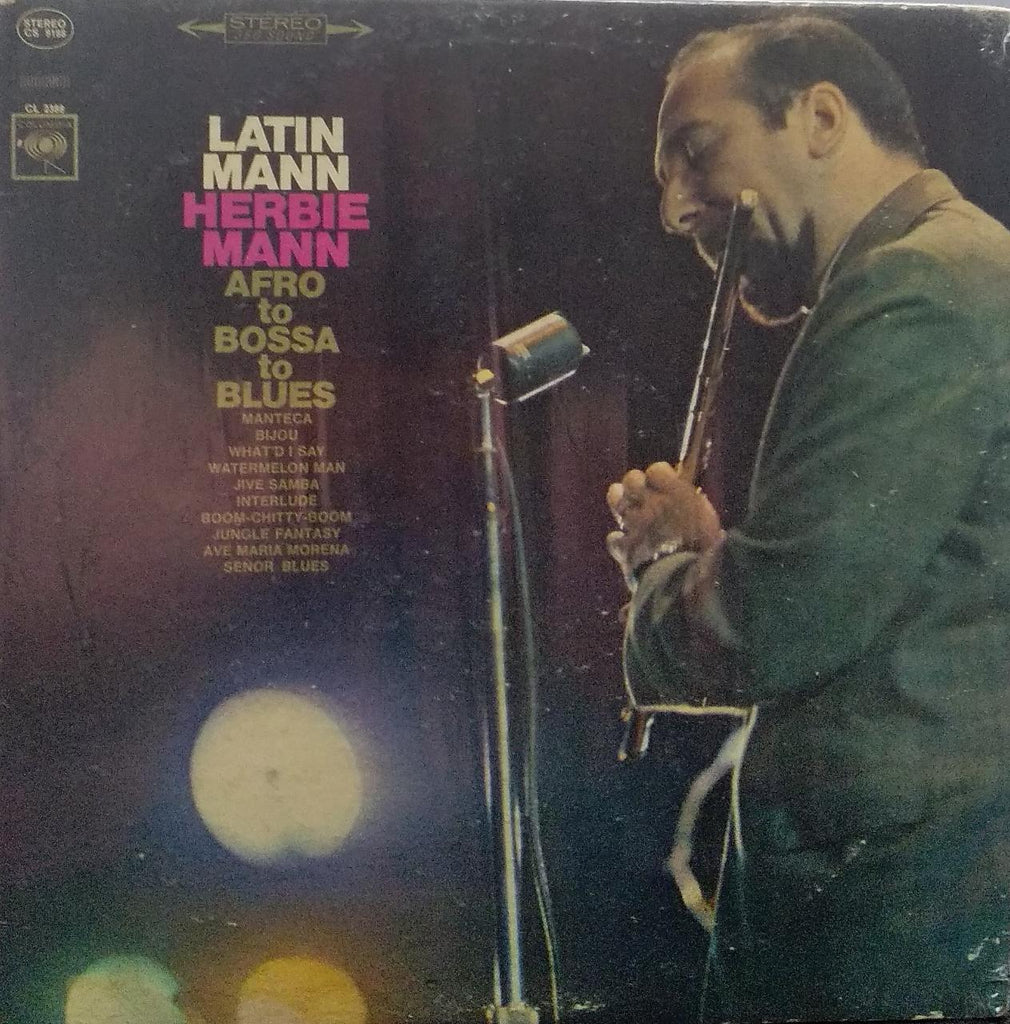 STEREO
CS 9188
STEREO
CL 2388
COLUMBIA
LATIN
MANN
HERBIE
MANN
AFRO
to
BOSSA
to
BLUES
MANTECA
BIJOU
WHAT'D I SAY
WATERMELON MAN
JIVE SAMBA
INTERLUDE
BOOM-CHITTY-BOOM
JUNGLE FANTASY
AVE MARIA MORENA
SENOR BLUES